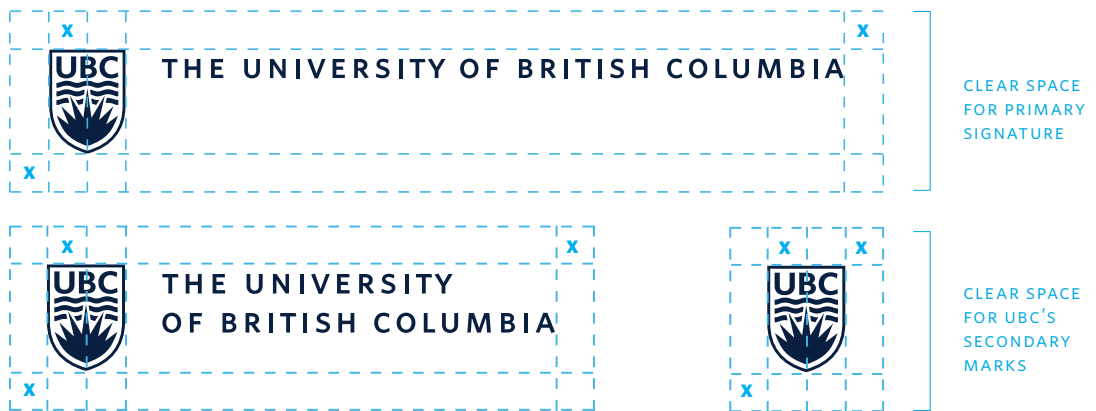 x
x
UBC
THE UNIVERSITY OF BRITISH COLUMBIA
x
CLEAR SPACE
FOR PRIMARY
SIGNATURE
x
x
UBC
THE UNIVERSITY
OF BRITISH COLUMBIA
x
x
x
UBC
x
CLEAR SPACE
FOR UBC'S
SECONDARY
MARKS